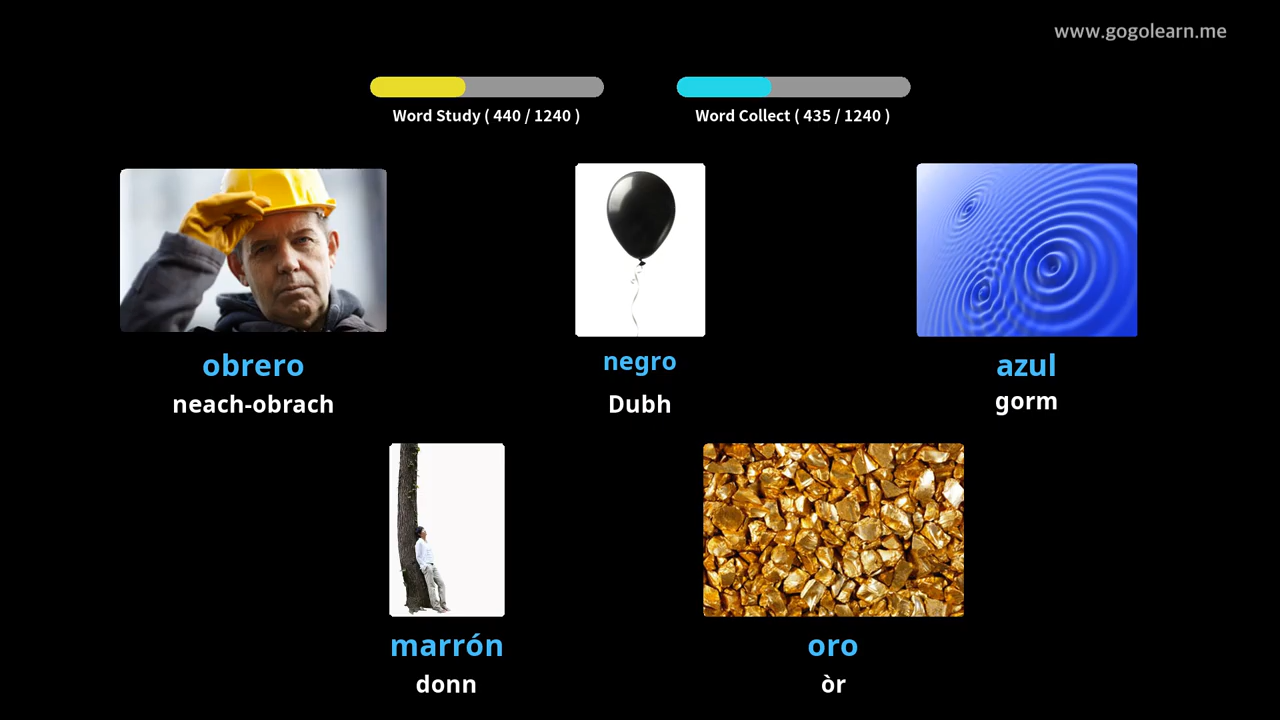 www.gogolearn.me
Word Study ( 440 / 1240 )
Word Collect ( 435 / 1240 )
obrero
neach-obrach
negro
Dubh
azul
gorm
marrón
donn
oro
òr